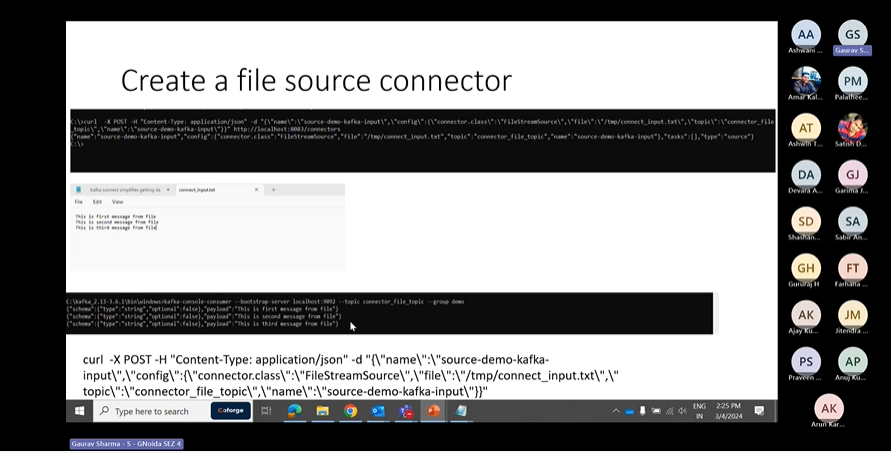 Create a file source connector
C:\>curl  -X POST -H "Content-Type: application/json" -d "{\"name\":\"source-demo-kafka-input\",\"config\":{\"connector.class\":\"FileStreamSource\",\"file\":\"/tmp/connect_input.txt\",\"topic\":\"connector_file
_topic\",\"name\":\"source-demo-kafka-input\"}}" http://localhost:8083/connectors
{"name":"source-demo-kafka-input","config":{"connector.class":"FileStreamSource","file":"/tmp/connect_input.txt","topic":"connector_file_topic","name":"source-demo-kafka-input"},"tasks":[],"type":"source"}
C:\>
Kafka connect simplifies getting da
connect_input.txt
File Edit View
This is first message from file
This is second message from file
This is third message from file
C:\kafka_2.13-3.6.1\bin\windows>kafka-console-consumer --bootstrap-server localhost:9092 --topic connector_file_topic --group demo
{"schema":{"type":"string","optional":false},"payload":"This is first message from file"}
{"schema":{"type":"string","optional":false},"payload":"This is second message from file"}
{"schema":{"type":"string","optional":false},"payload":"This is third message from file"}
curl  -X POST -H "Content-Type: application/json" -d "{\"name\":\"source-demo-kafka-
input\",\"config\":{\"connector.class\":\"FileStreamSource\",\"file\":\"/tmp/connect_input.txt\",\"
topic\":\"connector_file_topic\",\"name\":\"source-demo-kafka-input\"}}"
Type here to search
Coforge
ENG
IN
2:25 PM
3/4/2024
Gaurav Sharma - S - GNoida SEZ 4
AA
Ashwani ...
GS
Gaurav S...
Amar Kal...
PM
Palathee...
AT
Ashwin T...
Satish D...
DA
Devara A...
GJ
Garima J...
SD
Shashan...
SA
Sabir An...
GH
Gururaj H
FT
Farhana ...
AK
Ajay Ku...
JM
Jitendra ...
PS
Praveen ...
AP
Anuj Ku...
AK
Arun Kar...